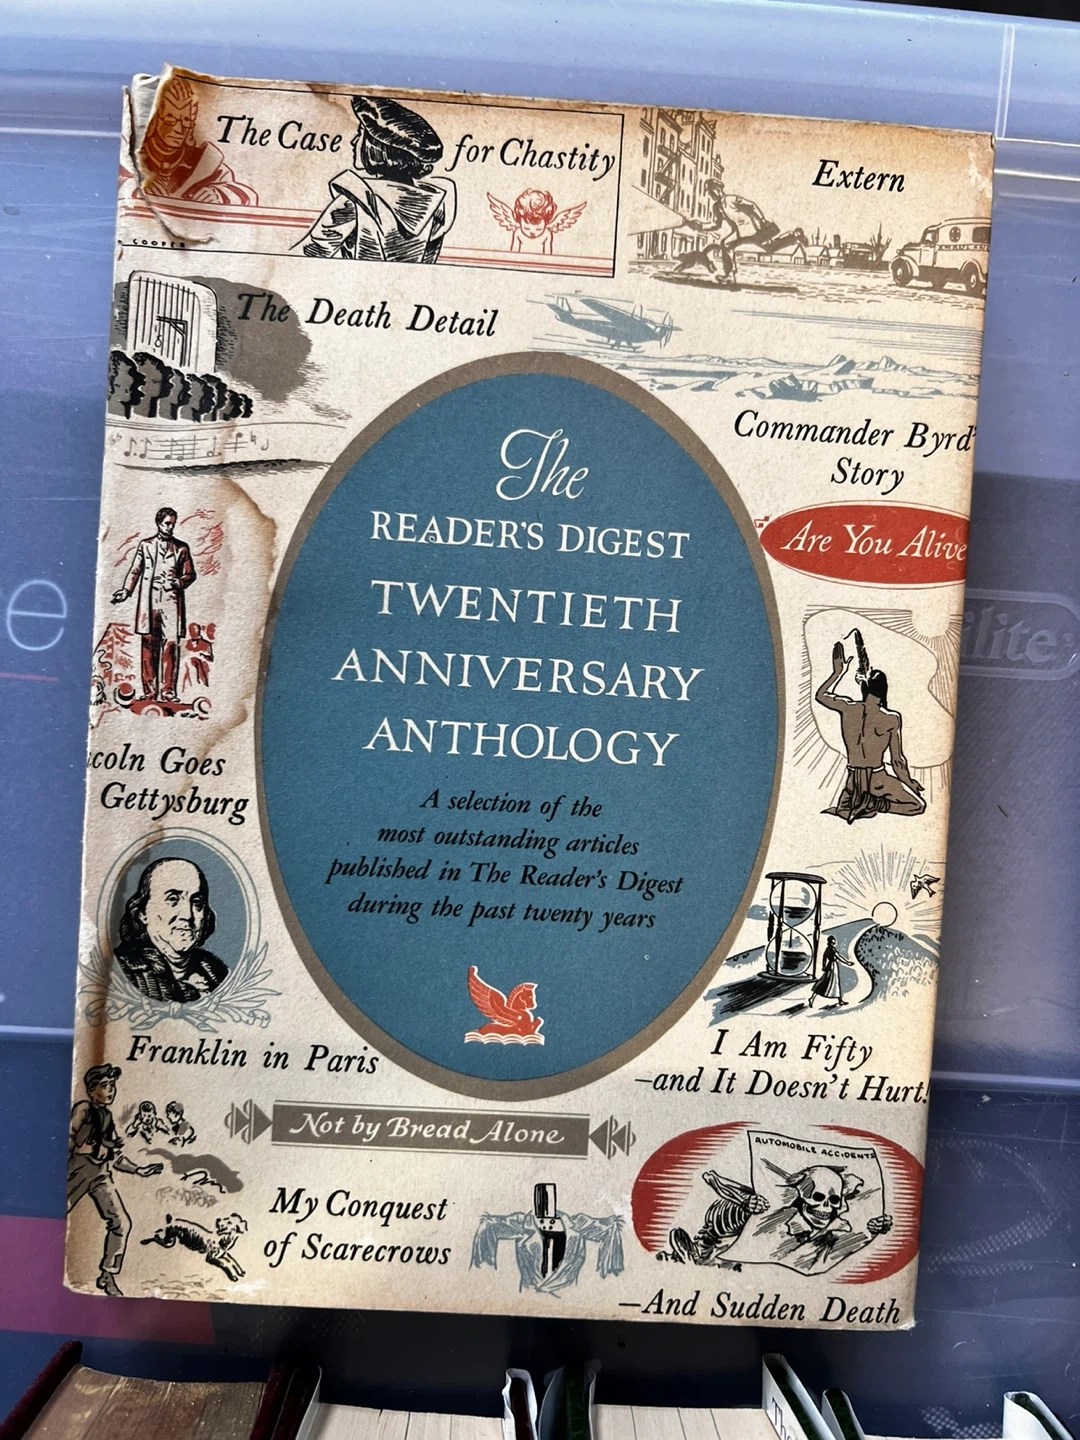 The Case for Chastity
COOPER
Extern
The Death Detail
Commander Byrd's
Story
Are You Alive
The
READER'S DIGEST
TWENTIETH
ANNIVERSARY
ANTHOLOGY
A selection of the
most outstanding articles
published in The Reader's Digest
during the past twenty years
coln Goes
Gettysburg
Franklin in Paris
I Am Fifty
—and It Doesn't Hurt!
Not by Bread Alone
My Conquest
of Scarecrows
AUTOMOBILE ACCIDENTS
—And Sudden Death
e
ilite